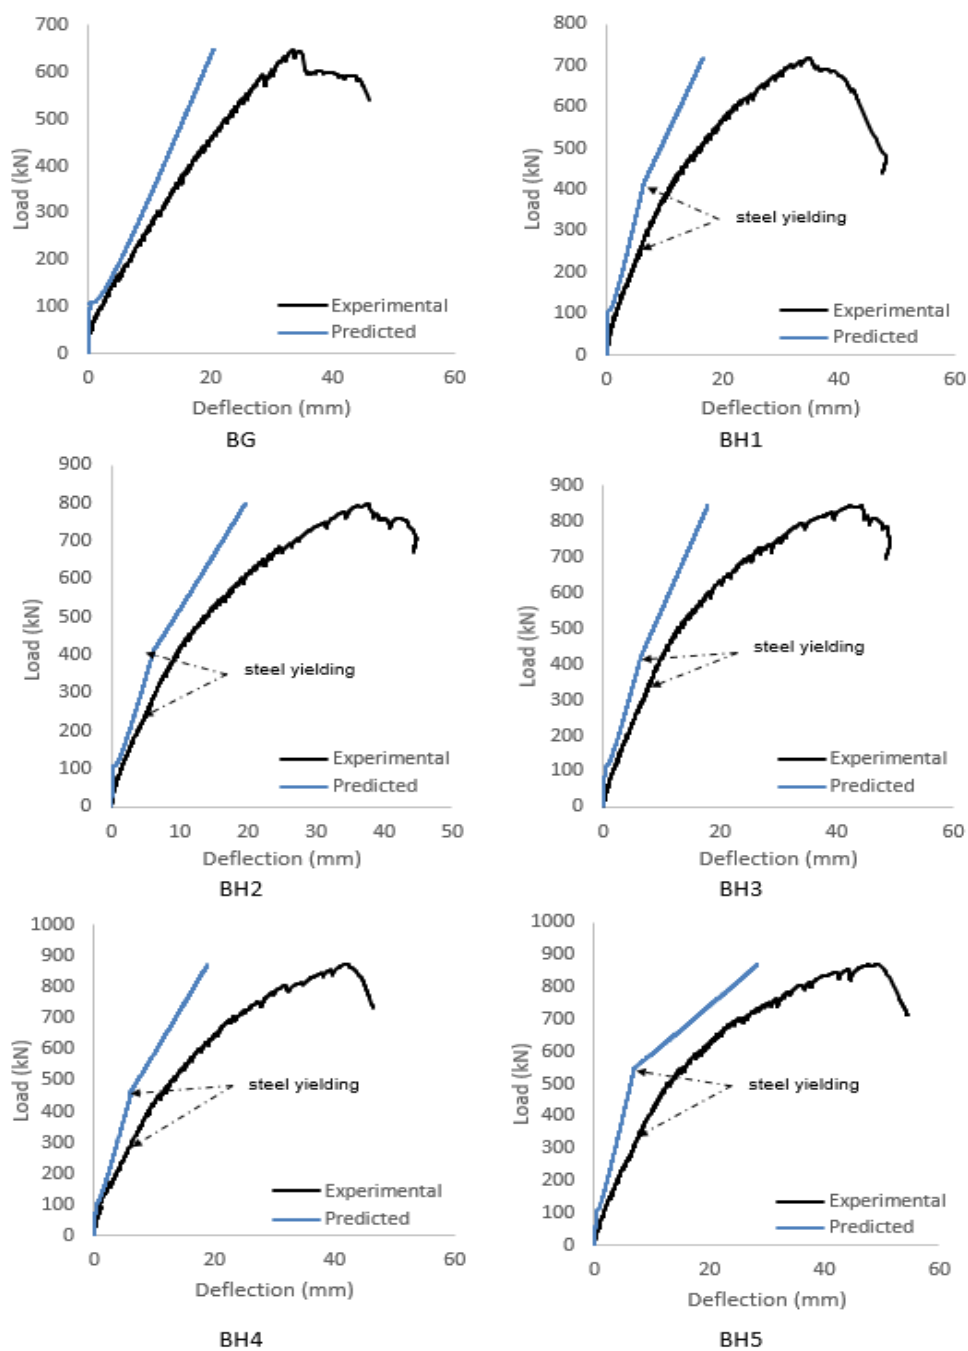 700
600
500
400
300
200
100
0
Load (kN)
Experimental
Predicted
0 20 40 60
Deflection (mm)
BG
800
700
600
500
400
300
200
100
0
Load (kN)
steel yielding
Experimental
Predicted
0 20 40 60
Deflection (mm)
BH1
900
800
700
600
500
400
300
200
100
0
Load (kN)
steel yielding
Experimental
Predicted
0 10 20 30 40 50
Deflection (mm)
BH2
900
800
700
600
500
400
300
200
100
0
Load (kN)
steel yielding
Experimental
Predicted
0 20 40 60
Deflection (mm)
BH3
1000
900
800
700
600
500
400
300
200
100
0
Load (kN)
steel yielding
Experimental
Predicted
0 20 40 60
Deflection (mm)
BH4
1000
900
800
700
600
500
400
300
200
100
0
Load (kN)
steel yielding
Experimental
Predicted
0 20 40 60
Deflection (mm)
BH5